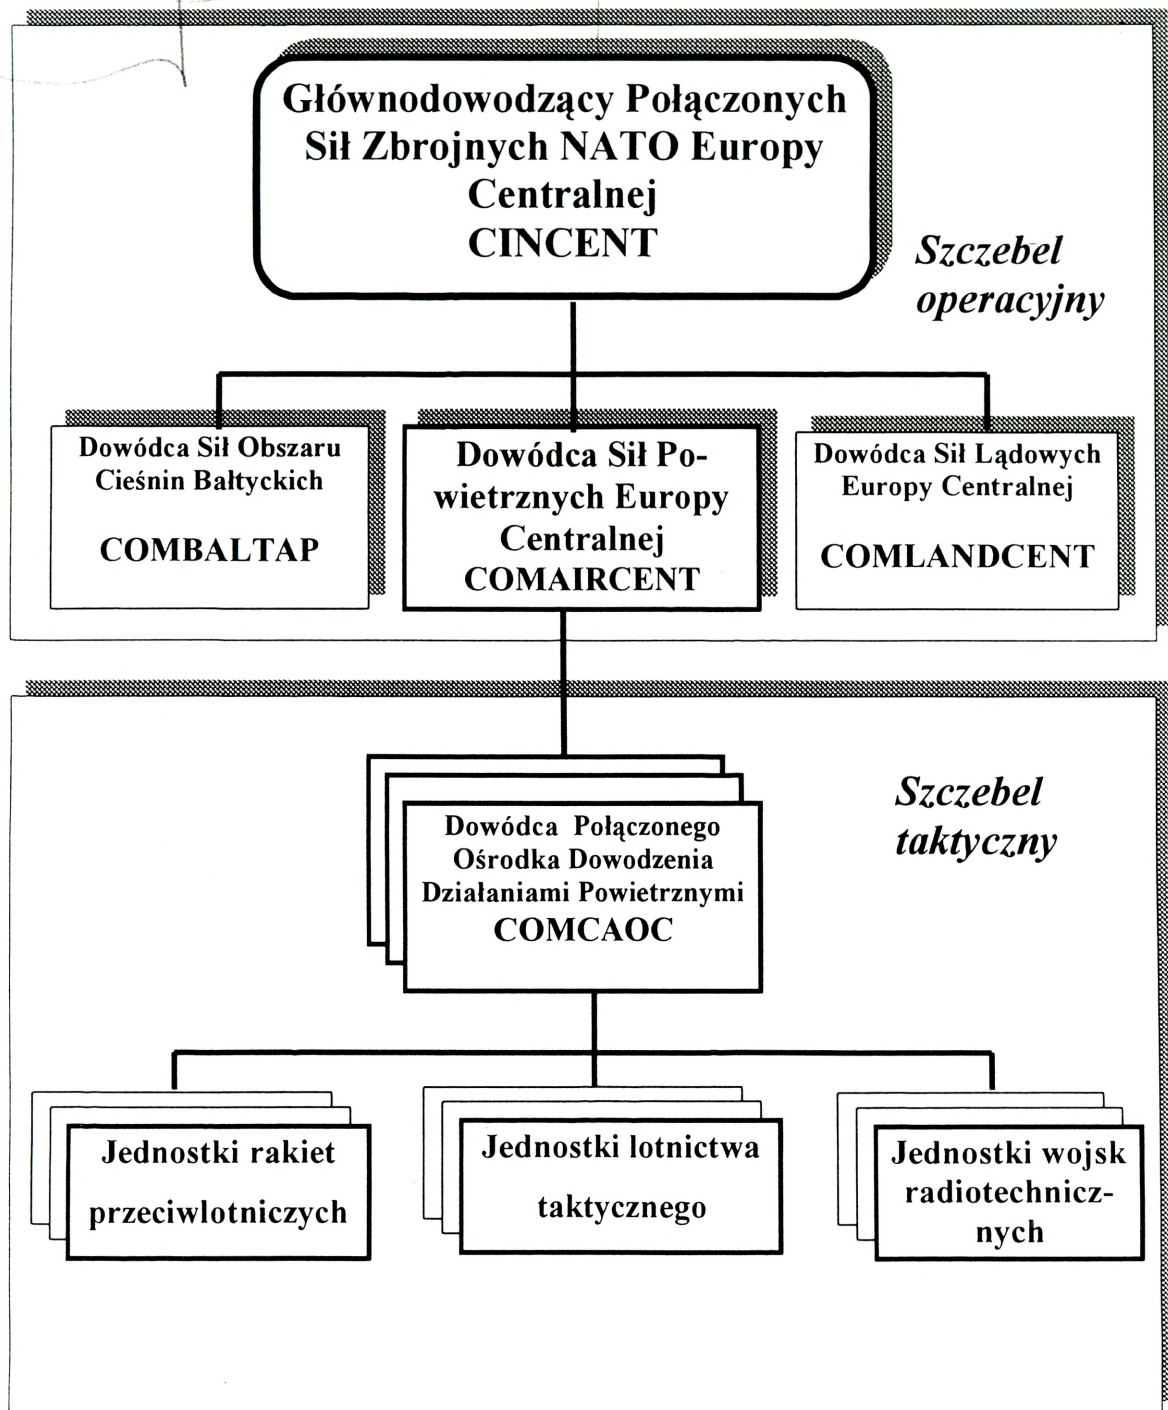 Głównodowodzący Połączonych
Sił Zbrojnych NATO Europy
Centralnej
CINCENT
Szczebel
operacyjny
Dowódca Sił Obszaru
Cieśnin Bałtyckich
COMBALTAP
Dowódca Sił Po-
wietrznych Europy
Centralnej
COMAIRCENT
Dowódca Sił Lądowych
Europy Centralnej
COMLANDCENT
Szczebel
taktyczny
Dowódca Połączonego
Ośrodka Dowodzenia
Działaniami Powietrznymi
COMCAOC
Jednostki rakiet
przeciwlotniczych
Jednostki lotnictwa
taktycznego
Jednostki wojsk
radiotechnicz-
nych